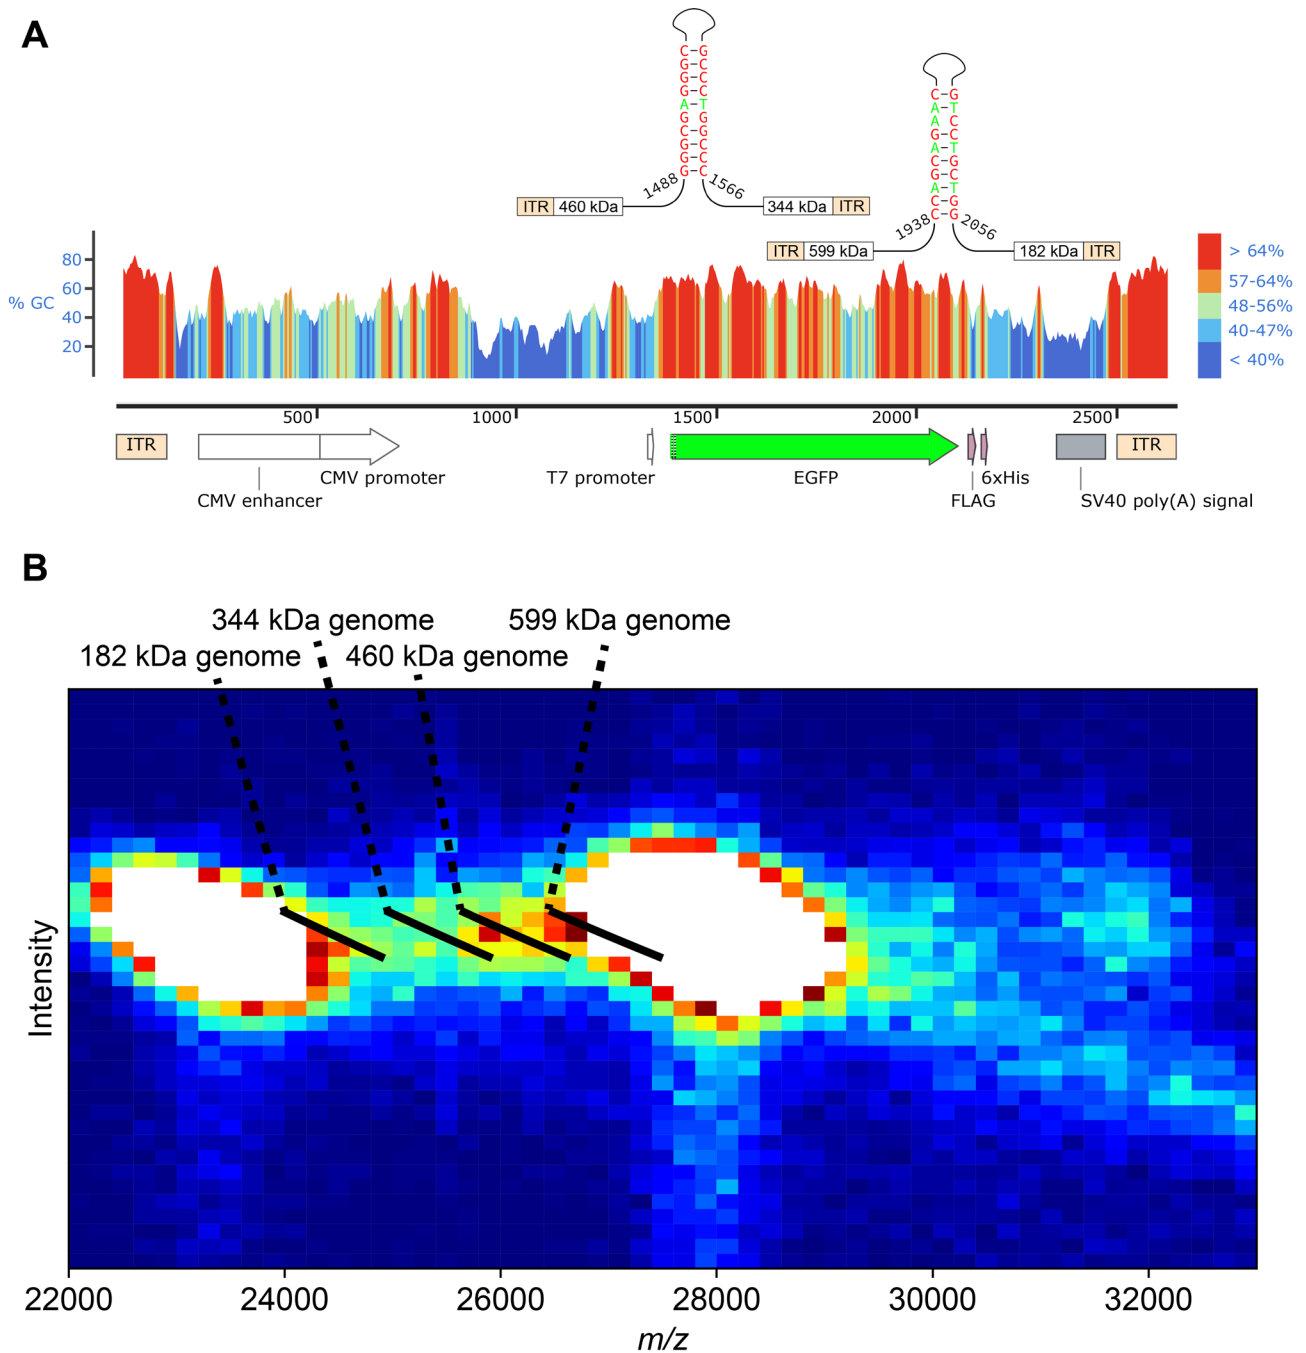 A
C-G
G-C
G-C
G-C
A-T
G-G
C-G
G-C
G-C
G-C
1488 1566
ITR 460 kDa 344 kDa ITR
C-G
A-T
A-C
G-C
A-T
C-G
G-C
A-T
C-G
C-G
1938 2056
ITR 599 kDa 182 kDa ITR
% GC
80
60
40
20
> 64%
57-64%
48-56%
40-47%
< 40%
500 1000 1500 2000 2500
ITR EGFP ITR
CMV promoter T7 promoter 6xHis
CMV enhancer FLAG SV40 poly(A) signal
B
344 kDa genome 599 kDa genome
182 kDa genome 460 kDa genome
Intensity
22000 24000 26000 28000 30000 32000
m/z